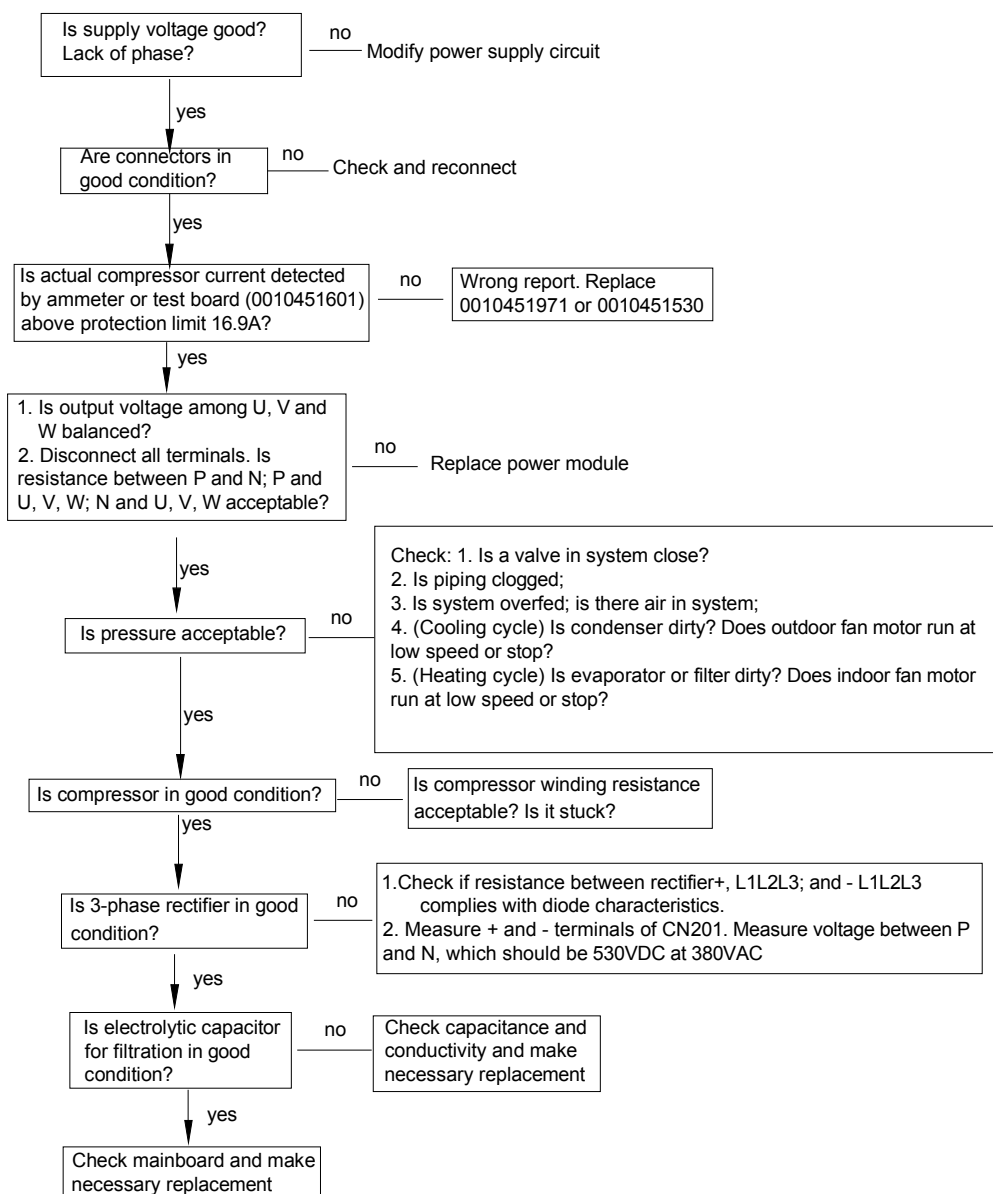 Is supply voltage good?
Lack of phase?
no
Modify power supply circuit
yes
Are connectors in
good condition?
no
Check and reconnect
yes
Is actual compressor current detected
by ammeter or test board (0010451601)
above protection limit 16.9A?
no
Wrong report. Replace
0010451971 or 0010451530
yes
1. Is output voltage among U, V and
W balanced?
2. Disconnect all terminals. Is
resistance between P and N; P and
U, V, W; N and U, V, W acceptable?
no
Replace power module
yes
Is pressure acceptable?
no
Check: 1. Is a valve in system close?
2. Is piping clogged;
3. Is system overfed; is there air in system;
4. (Cooling cycle) Is condenser dirty? Does outdoor fan motor run at
low speed or stop?
5. (Heating cycle) Is evaporator or filter dirty? Does indoor fan motor
run at low speed or stop?
yes
Is compressor in good condition?
no
Is compressor winding resistance
acceptable? Is it stuck?
yes
Is 3-phase rectifier in good
condition?
no
1.Check if resistance between rectifier+, L1L2L3; and - L1L2L3
complies with diode characteristics.
2. Measure + and - terminals of CN201. Measure voltage between P
and N, which should be 530VDC at 380VAC
yes
Is electrolytic capacitor
for filtration in good
condition?
no
Check capacitance and
conductivity and make
necessary replacement
yes
Check mainboard and make
necessary replacement